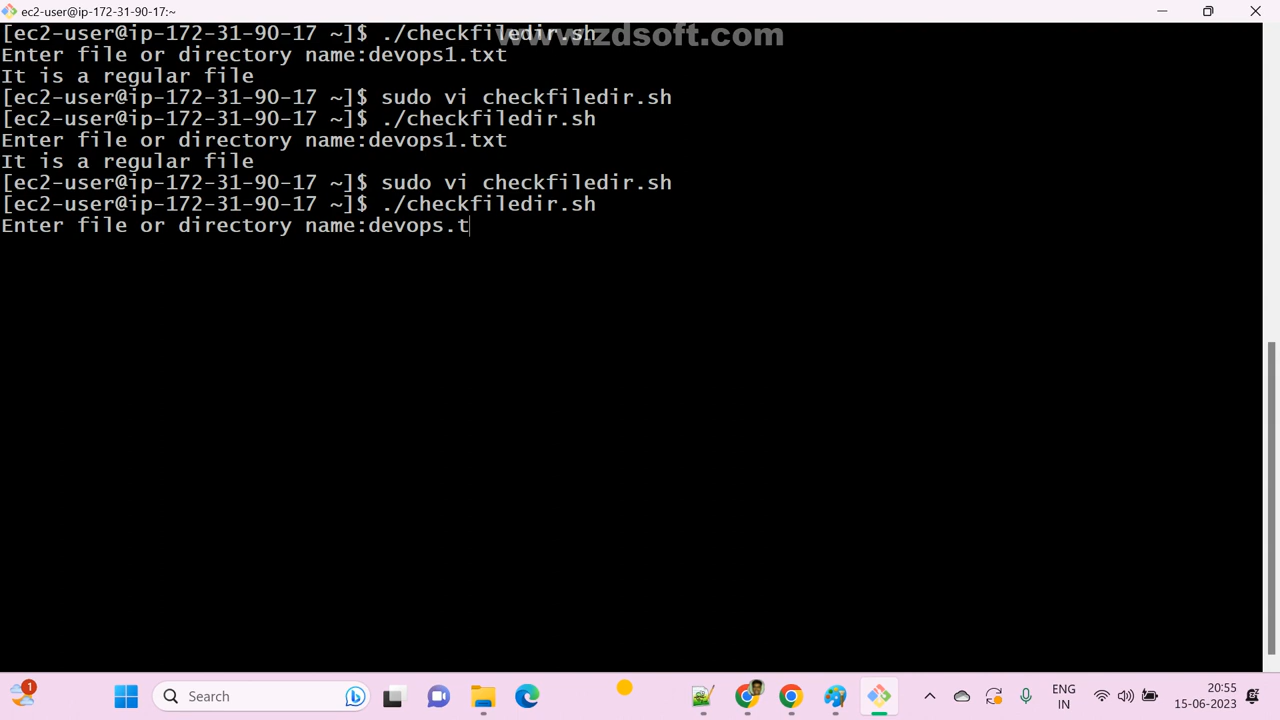 ec2-user@ip-172-31-90-17:~
[ec2-user@ip-172-31-90-17 ~]$ ./checkfiledir.sh
www.izdsoft.com
Enter file or directory name:devops1.txt
It is a regular file
[ec2-user@ip-172-31-90-17 ~]$ sudo vi checkfiledir.sh
[ec2-user@ip-172-31-90-17 ~]$ ./checkfiledir.sh
Enter file or directory name:devops1.txt
It is a regular file
[ec2-user@ip-172-31-90-17 ~]$ sudo vi checkfiledir.sh
[ec2-user@ip-172-31-90-17 ~]$ ./checkfiledir.sh
Enter file or directory name:devops.t
1
Search
ENG
IN
20:55
15-06-2023